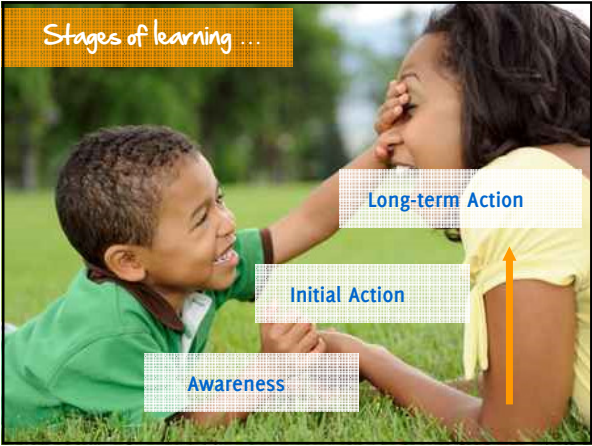 Stages of learning ...
Long-term Action
Initial Action
Awareness